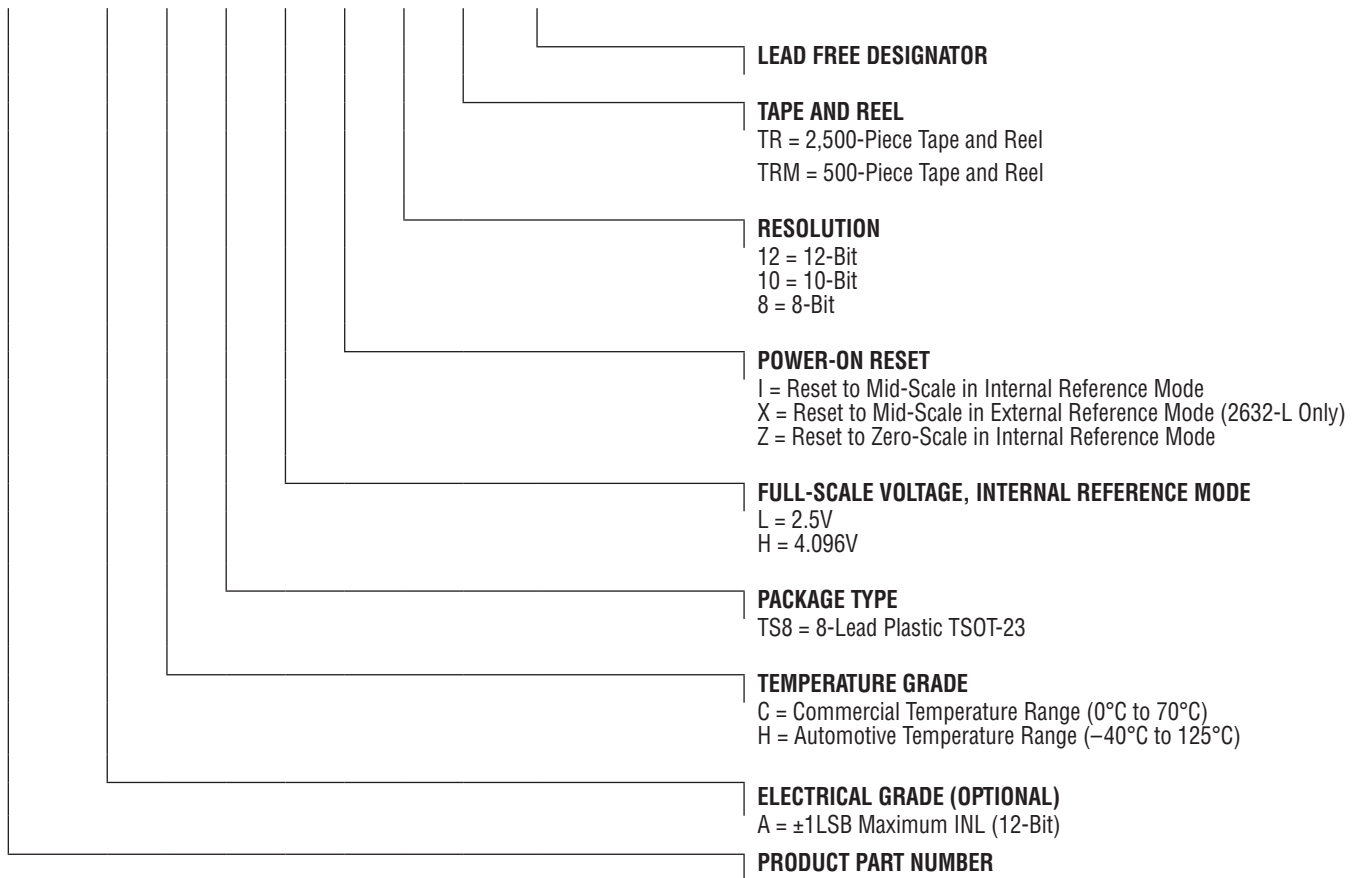 LEAD FREE DESIGNATOR
TAPE AND REEL
TR = 2,500-Piece Tape and Reel
TRM = 500-Piece Tape and Reel
RESOLUTION
12 = 12-Bit
10 = 10-Bit
8 = 8-Bit
POWER-ON RESET
I = Reset to Mid-Scale in Internal Reference Mode
X = Reset to Mid-Scale in External Reference Mode (2632-L Only)
Z = Reset to Zero-Scale in Internal Reference Mode
FULL-SCALE VOLTAGE, INTERNAL REFERENCE MODE
L = 2.5V
H = 4.096V
PACKAGE TYPE
TS8 = 8-Lead Plastic TSOT-23
TEMPERATURE GRADE
C = Commercial Temperature Range (0°C to 70°C)
H = Automotive Temperature Range (–40°C to 125°C)
ELECTRICAL GRADE (OPTIONAL)
A = ±1LSB Maximum INL (12-Bit)
PRODUCT PART NUMBER